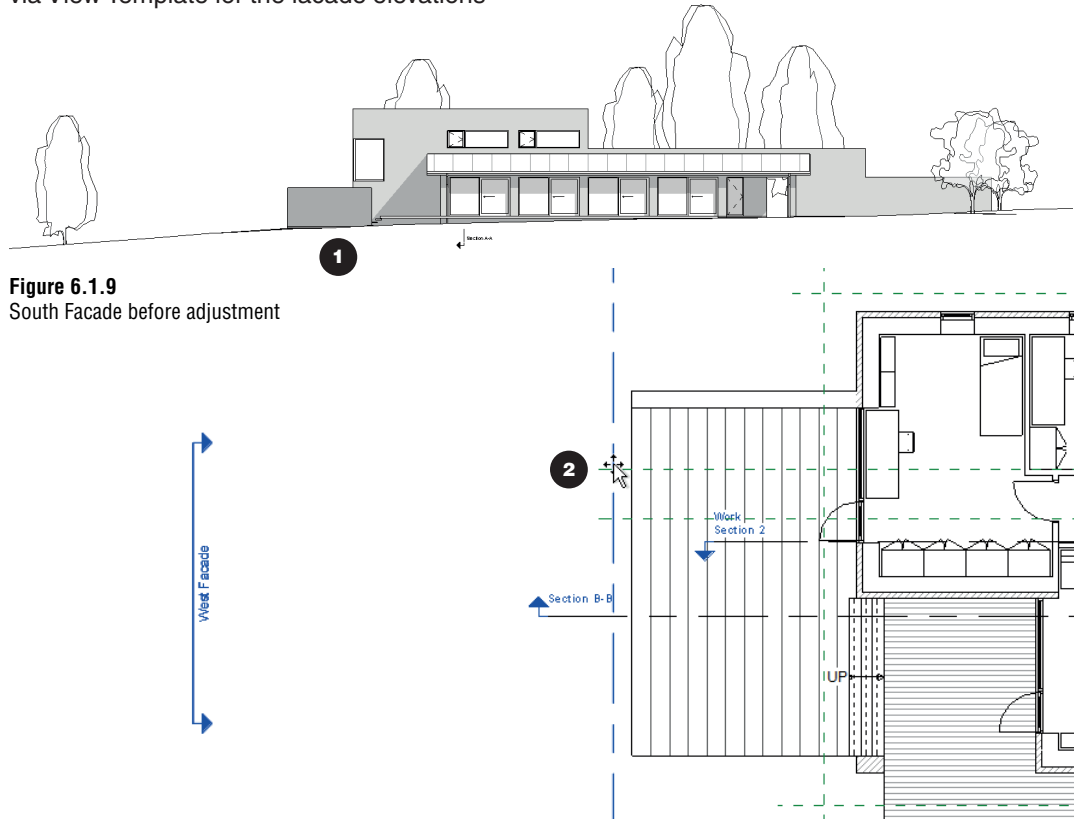 via View Template for the facade elevations
Section A-A
1
Figure 6.1.9
South Facade before adjustment
2
Work
Section 2
West Facade
Section B-B
UP